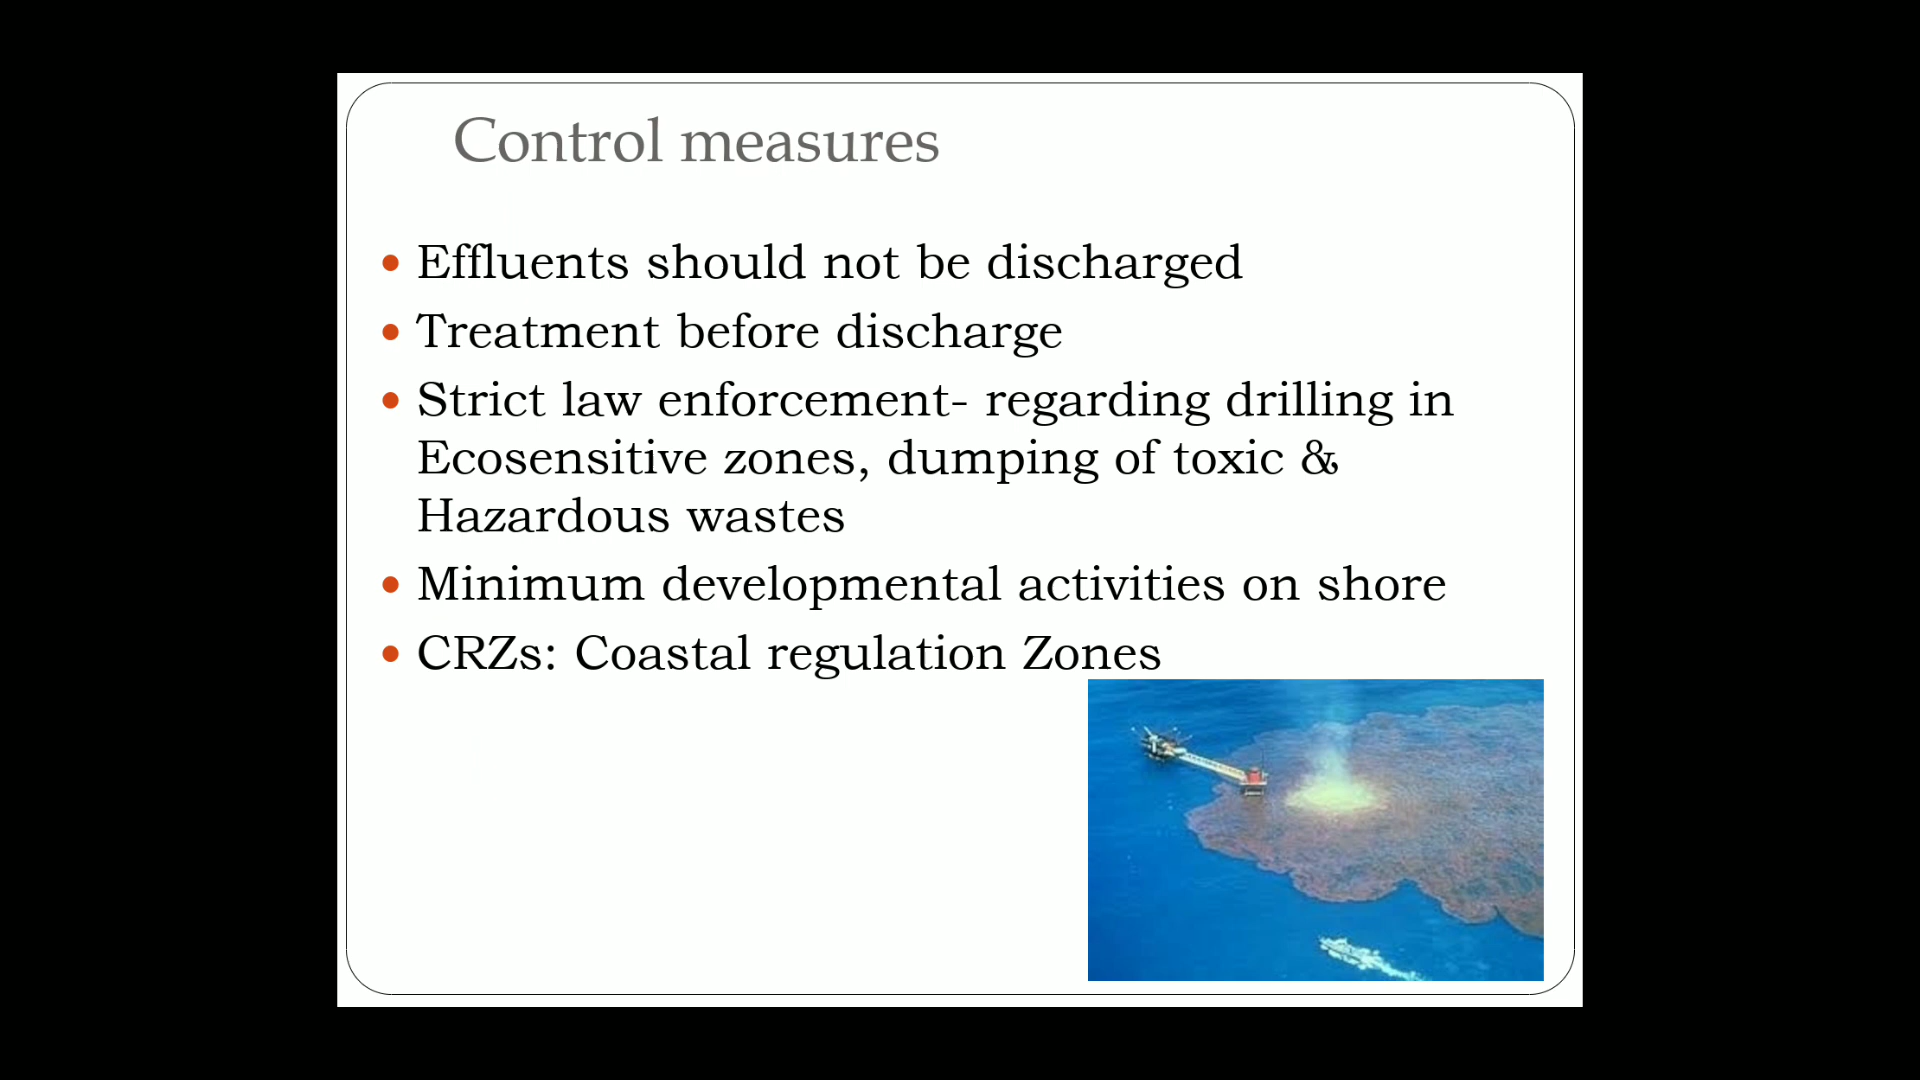 Control measures
• Effluents should not be discharged
• Treatment before discharge
• Strict law enforcement- regarding drilling in
Ecosensitive zones, dumping of toxic &
Hazardous wastes
• Minimum developmental activities on shore
• CRZs: Coastal regulation Zones